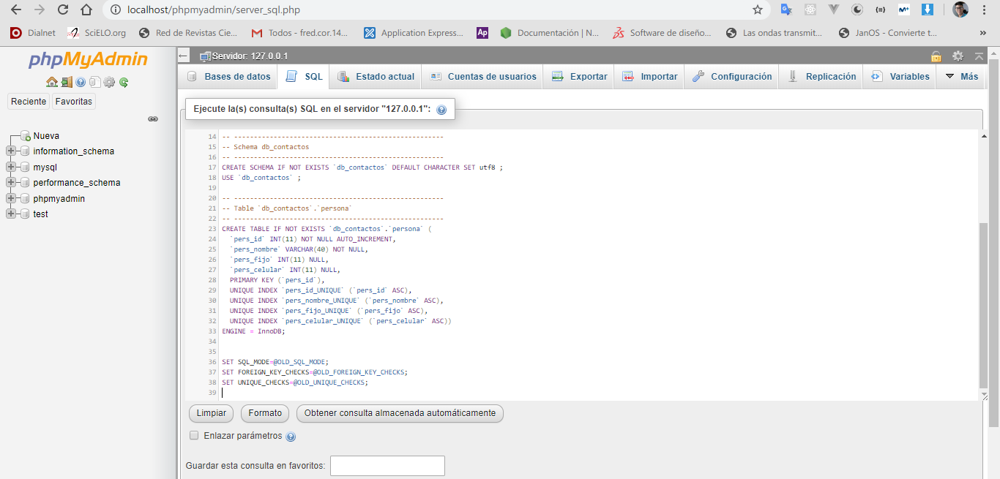 localhost/phpmyadmin/server_sql.php
Dialnet SciELO.org Red de Revistas Cie... Todos - fred.cor.14... Application Express... Ap Documentación | N... Software de diseño... Las ondas transmit... JanOS - Convierte t... »
phpMyAdmin
Reciente Favoritas
Nueva
information_schema
mysql
performance_schema
phpmyadmin
test
Servidor: 127.0.0.1
Bases de datos SQL Estado actual Cuentas de usuarios Exportar Importar Configuración Replicación Variables Más
Ejecute la(s) consulta(s) SQL en el servidor "127.0.0.1":
14 -- -----------------------------------------------------
15 -- Schema db_contactos
16 -- -----------------------------------------------------
17 CREATE SCHEMA IF NOT EXISTS `db_contactos` DEFAULT CHARACTER SET utf8 ;
18 USE `db_contactos` ;
19
20 -- -----------------------------------------------------
21 -- Table `db_contactos`.`persona`
22 -- -----------------------------------------------------
23 CREATE TABLE IF NOT EXISTS `db_contactos`.`persona` (
24 `pers_id` INT(11) NOT NULL AUTO_INCREMENT,
25 `pers_nombre` VARCHAR(40) NOT NULL,
26 `pers_fijo` INT(11) NULL,
27 `pers_celular` INT(11) NULL,
28 PRIMARY KEY (`pers_id`),
29 UNIQUE INDEX `pers_id_UNIQUE` (`pers_id` ASC),
30 UNIQUE INDEX `pers_nombre_UNIQUE` (`pers_nombre` ASC),
31 UNIQUE INDEX `pers_fijo_UNIQUE` (`pers_fijo` ASC),
32 UNIQUE INDEX `pers_celular_UNIQUE` (`pers_celular` ASC))
33 ENGINE = InnoDB;
34
35
36 SET SQL_MODE=@OLD_SQL_MODE;
37 SET FOREIGN_KEY_CHECKS=@OLD_FOREIGN_KEY_CHECKS;
38 SET UNIQUE_CHECKS=@OLD_UNIQUE_CHECKS;
39
Limpiar Formato Obtener consulta almacenada automáticamente
Enlazar parámetros
Guardar esta consulta en favoritos: